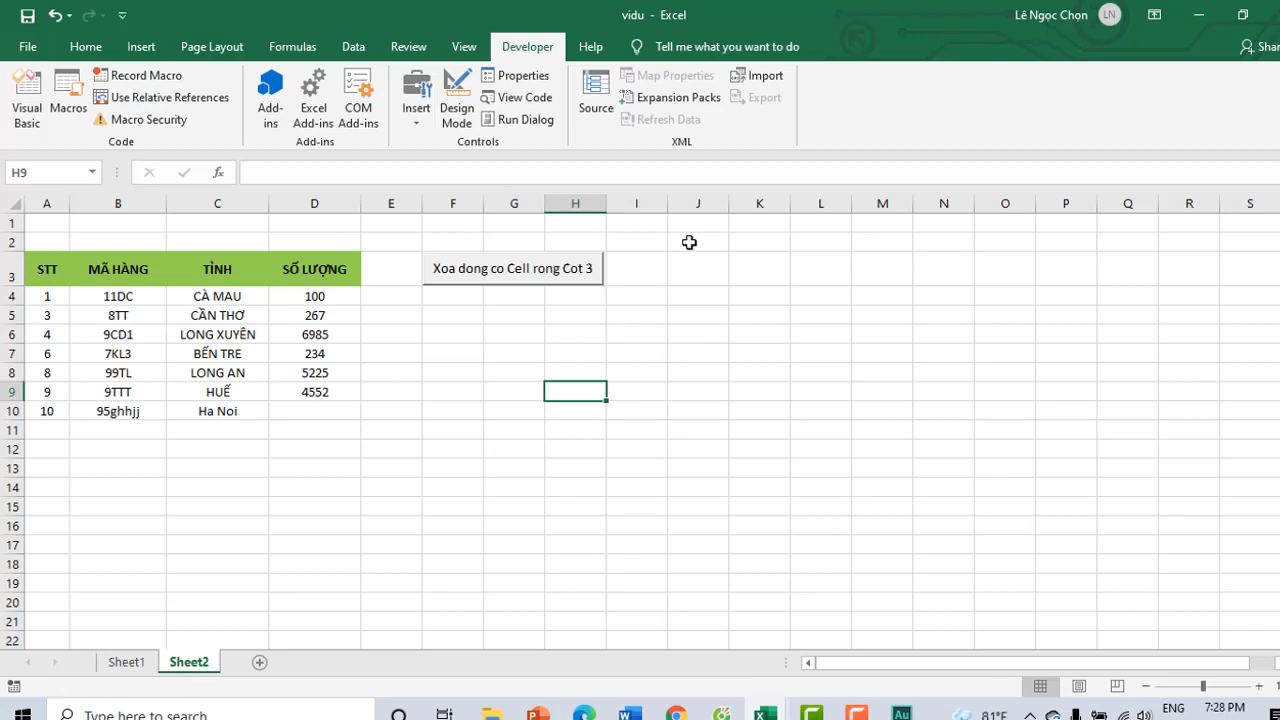 vidu - Excel
Lê Ngọc Chọn LN
File Home Insert Page Layout Formulas Data Review View Developer Help Tell me what you want to do Sha
Visual Basic
Macros
Record Macro
Use Relative References
Macro Security
Code
Add-ins
Excel Add-ins
COM Add-ins
Add-ins
Insert
Design Mode
Properties
View Code
Run Dialog
Controls
Source
Map Properties
Expansion Packs
Refresh Data
Import
Export
XML
H9 fx
A B C D E F G H I J K L M N O P Q R S
1
2
3 STT MÃ HÀNG TỈNH SỐ LƯỢNG Xoa dong co Cell rong Cot 3
4 1 11DC CÀ MAU 100
5 3 8TT CẦN THƠ 267
6 4 9CD1 LONG XUYÊN 6985
7 6 7KL3 BẾN TRE 234
8 8 99TL LONG AN 5225
9 9 9TTT HUẾ 4552
10 10 95ghhjj Ha Noi
11
12
13
14
15
16
17
18
19
20
21
22
Sheet1 Sheet2
Type here to search
81°F ENG 7:28 PM